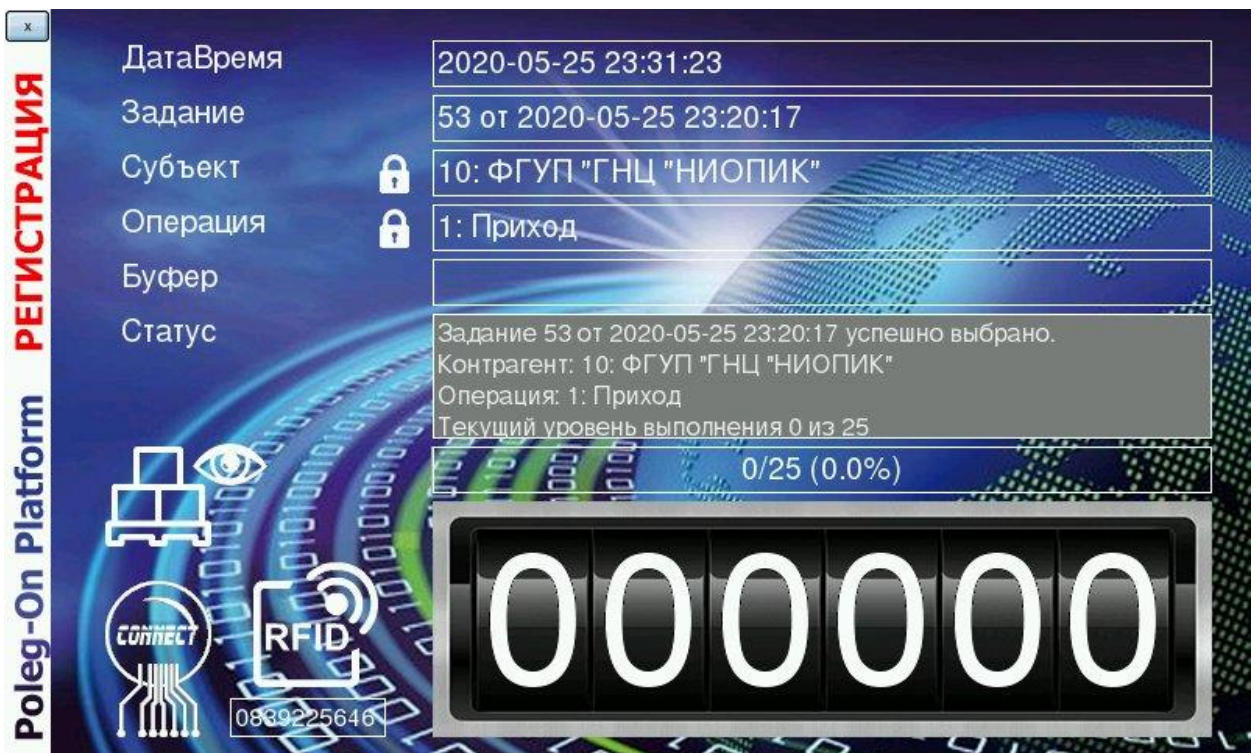 x
Poleg-On Platform РЕГИСТРАЦИЯ
ДатаВремя 2020-05-25 23:31:23
Задание 53 от 2020-05-25 23:20:17
Субъект 10: ФГУП "ГНЦ "НИОПИК"
Операция 1: Приход
Буфер
Статус
Задание 53 от 2020-05-25 23:20:17 успешно выбрано.
Контрагент: 10: ФГУП "ГНЦ "НИОПИК"
Операция: 1: Приход
Текущий уровень выполнения 0 из 25
0/25 (0.0%)
000000
CONNECT
RFID
0839225646